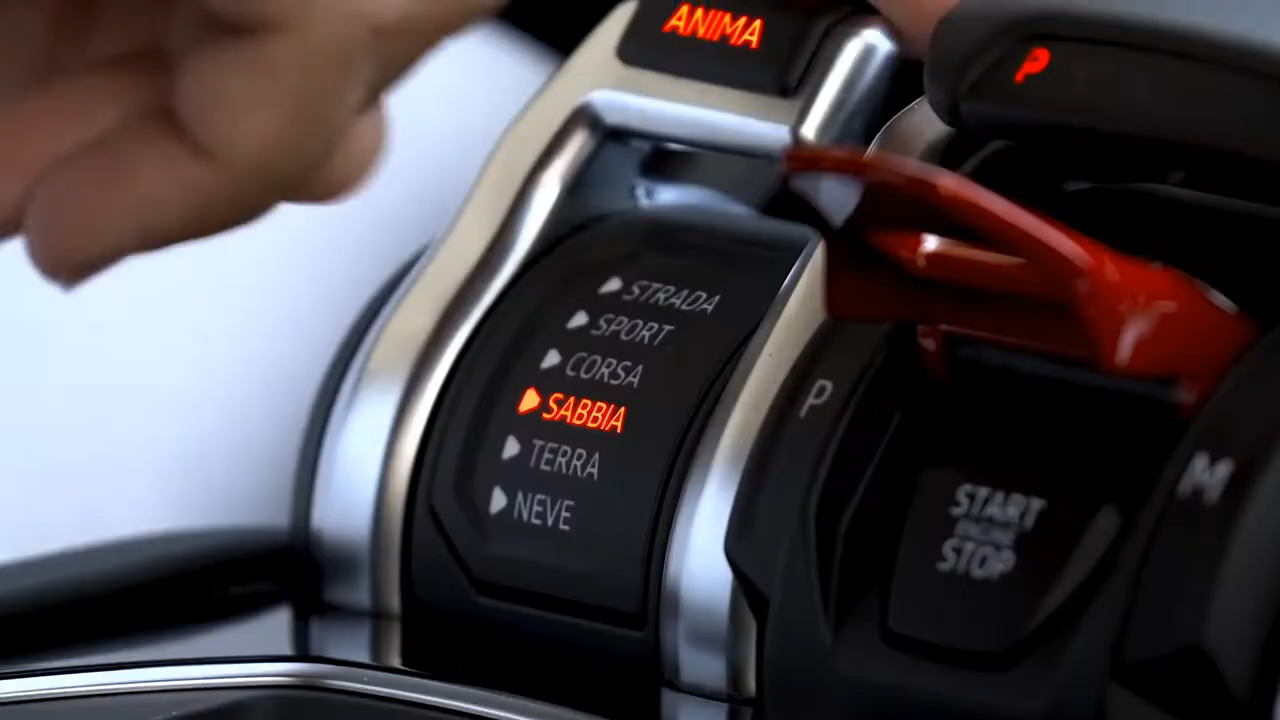 ANIMA
P
STRADA
SPORT
CORSA
SABBIA
TERRA
NEVE
P
START
ENGINE
STOP
M